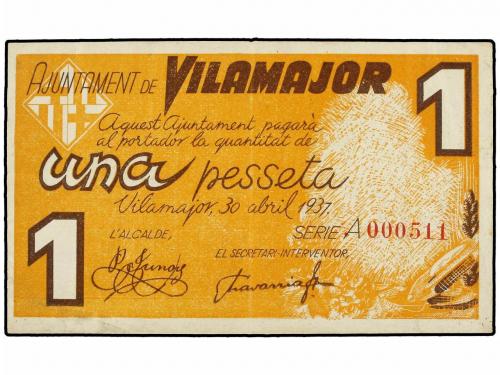 AJUNTAMENT DE VILAMAJOR
1
Aquest Ajuntament pagarà
al portador la quantitat de
una pesseta
Vilamajor, 30 abril 1937.
SERIE A 000511
1
L'ALCALDE,
EL SECRETARI-INTERVENTOR,